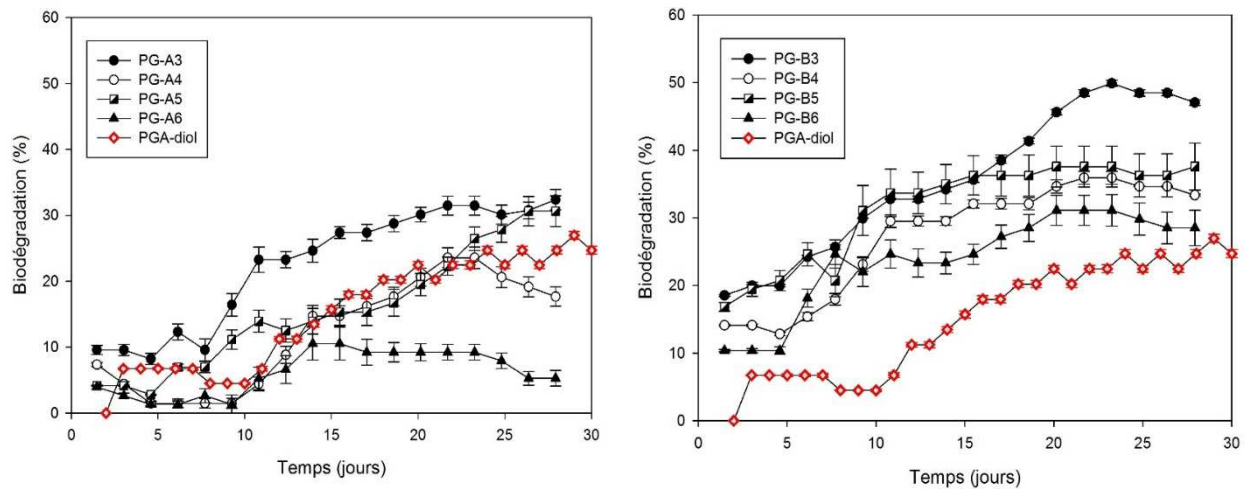 60
50
40
30
20
10
0
Biodégradation (%)
PG-A3
PG-A4
PG-A5
PG-A6
PGA-diol
0 5 10 15 20 25 30
Temps (jours)
60
50
40
30
20
10
0
Biodégradation (%)
PG-B3
PG-B4
PG-B5
PG-B6
PGA-diol
0 5 10 15 20 25 30
Temps (jours)